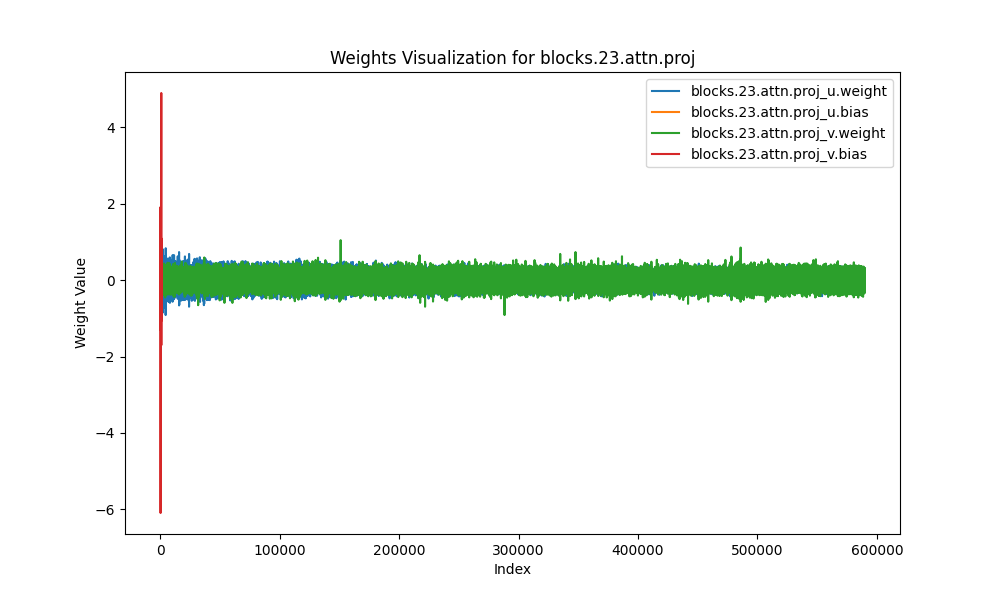 Weights Visualization for blocks.23.attn.proj
blocks.23.attn.proj_u.weight
blocks.23.attn.proj_u.bias
blocks.23.attn.proj_v.weight
blocks.23.attn.proj_v.bias
4
2
0
−2
−4
−6
Weight Value
0 100000 200000 300000 400000 500000 600000
Index